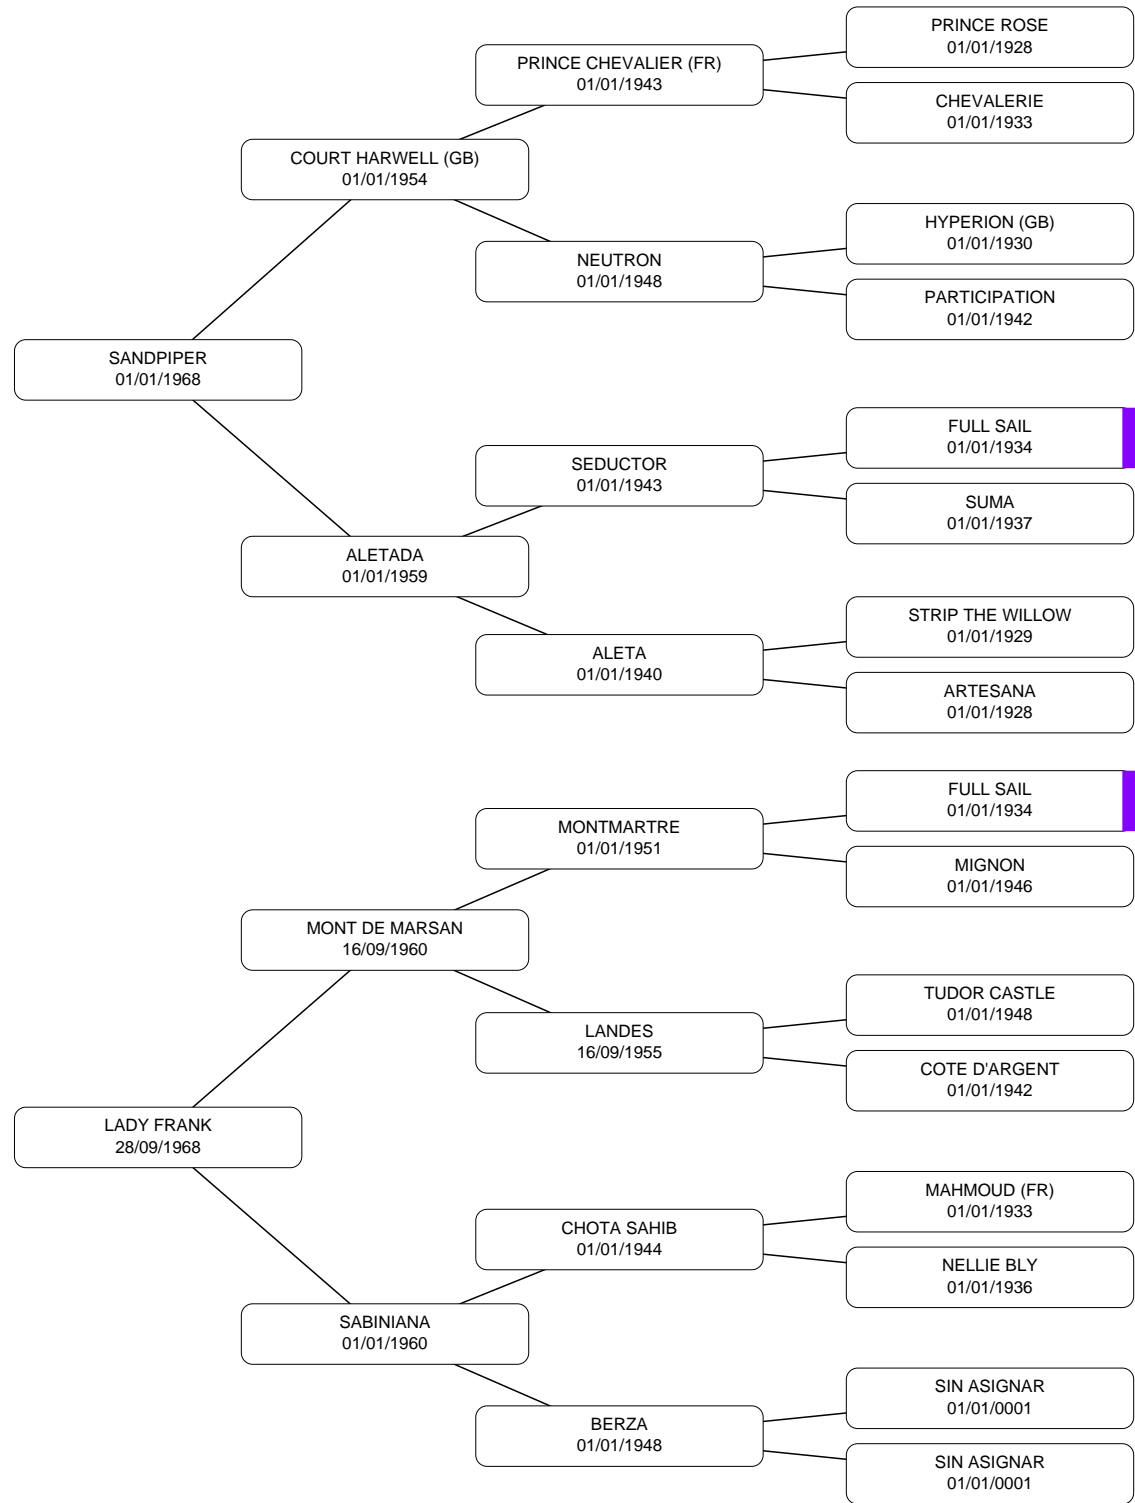 PRINCE ROSE
01/01/1928
PRINCE CHEVALIER (FR)
01/01/1943
CHEVALERIE
01/01/1933
COURT HARWELL (GB)
01/01/1954
HYPERION (GB)
01/01/1930
NEUTRON
01/01/1948
PARTICIPATION
01/01/1942
SANDPIPER
01/01/1968
FULL SAIL
01/01/1934
SEDUCTOR
01/01/1943
SUMA
01/01/1937
ALETADA
01/01/1959
STRIP THE WILLOW
01/01/1929
ALETA
01/01/1940
ARTESANA
01/01/1928
FULL SAIL
01/01/1934
MONTMARTRE
01/01/1951
MIGNON
01/01/1946
MONT DE MARSAN
16/09/1960
TUDOR CASTLE
01/01/1948
LANDES
16/09/1955
COTE D'ARGENT
01/01/1942
LADY FRANK
28/09/1968
MAHMOUD (FR)
01/01/1933
CHOTA SAHIB
01/01/1944
NELLIE BLY
01/01/1936
SABINIANA
01/01/1960
SIN ASIGNAR
01/01/0001
BERZA
01/01/1948
SIN ASIGNAR
01/01/0001